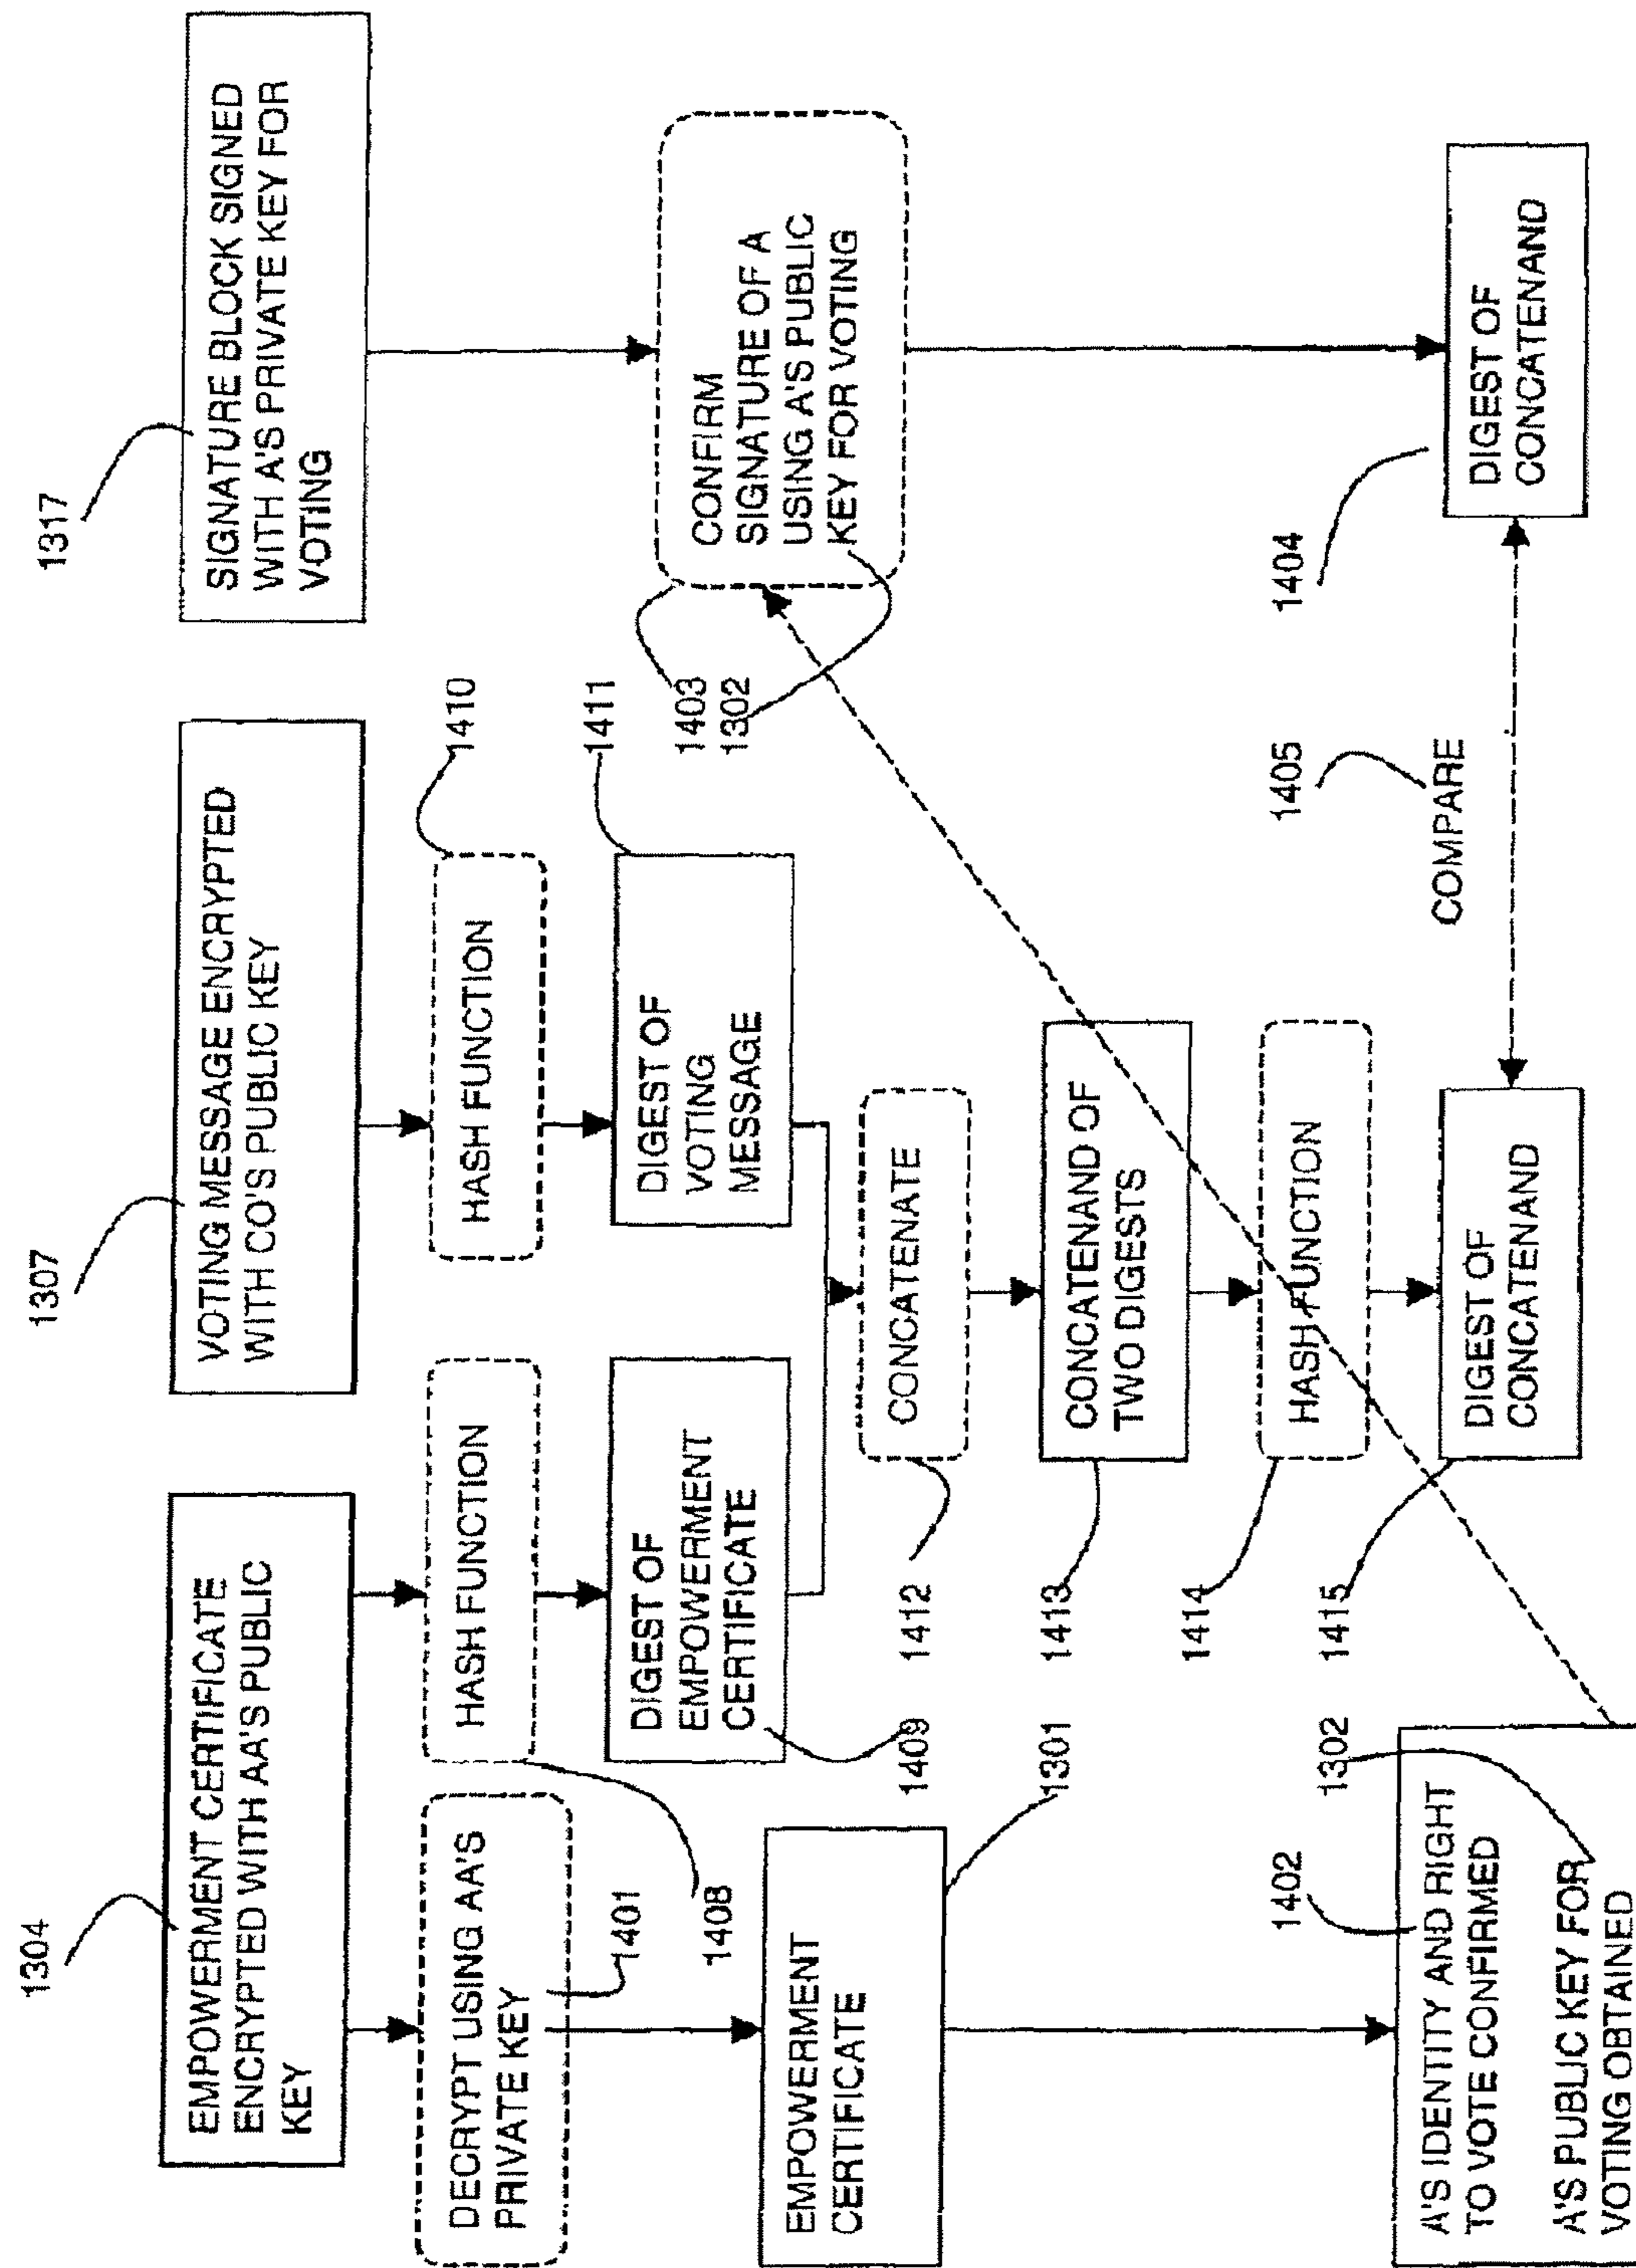 1304
EMPOWERMENT CERTIFICATE
ENCRYPTED WITH AA'S PUBLIC
KEY
1307
VOTING MESSAGE ENCRYPTED
WITH CO'S PUBLIC KEY
1317
SIGNATURE BLOCK SIGNED
WITH A'S PRIVATE KEY FOR
VOTING
DECRYPT USING AA'S
PRIVATE KEY
1401
HASH FUNCTION
1408
HASH FUNCTION
1410
DIGEST OF
EMPOWERMENT
CERTIFICATE
1409
DIGEST OF
VOTING
MESSAGE
1411
CONFIRM
SIGNATURE OF A
USING A'S PUBLIC
KEY FOR VOTING
1403
1302
EMPOWERMENT
CERTIFICATE
1301
CONCATENATE
1412
CONCATENAND OF
TWO DIGESTS
1413
HASH FUNCTION
1414
A'S IDENTITY AND RIGHT
TO VOTE CONFIRMED
A'S PUBLIC KEY FOR
VOTING OBTAINED
1402
1302
DIGEST OF
CONCATENAND
1415
1405
COMPARE
DIGEST OF
CONCATENAND
1404